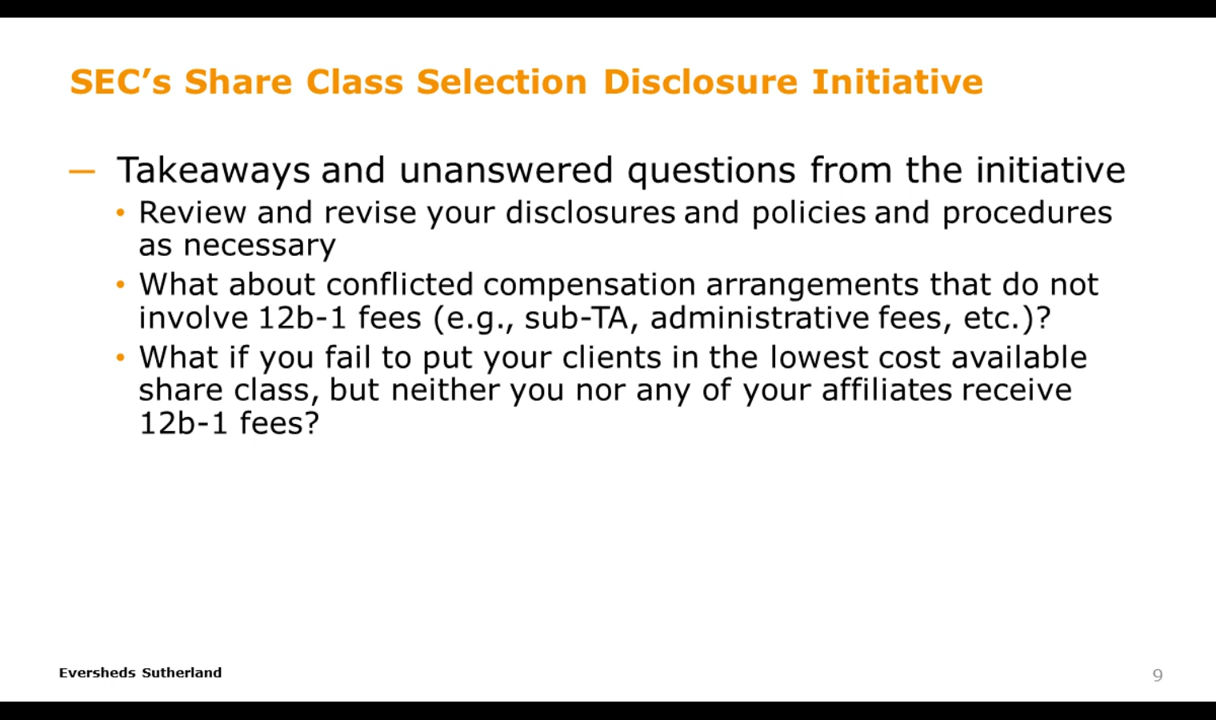 SEC’s Share Class Selection Disclosure Initiative
— Takeaways and unanswered questions from the initiative
• Review and revise your disclosures and policies and procedures
as necessary
• What about conflicted compensation arrangements that do not
involve 12b-1 fees (e.g., sub-TA, administrative fees, etc.)?
• What if you fail to put your clients in the lowest cost available
share class, but neither you nor any of your affiliates receive
12b-1 fees?
Eversheds Sutherland
9